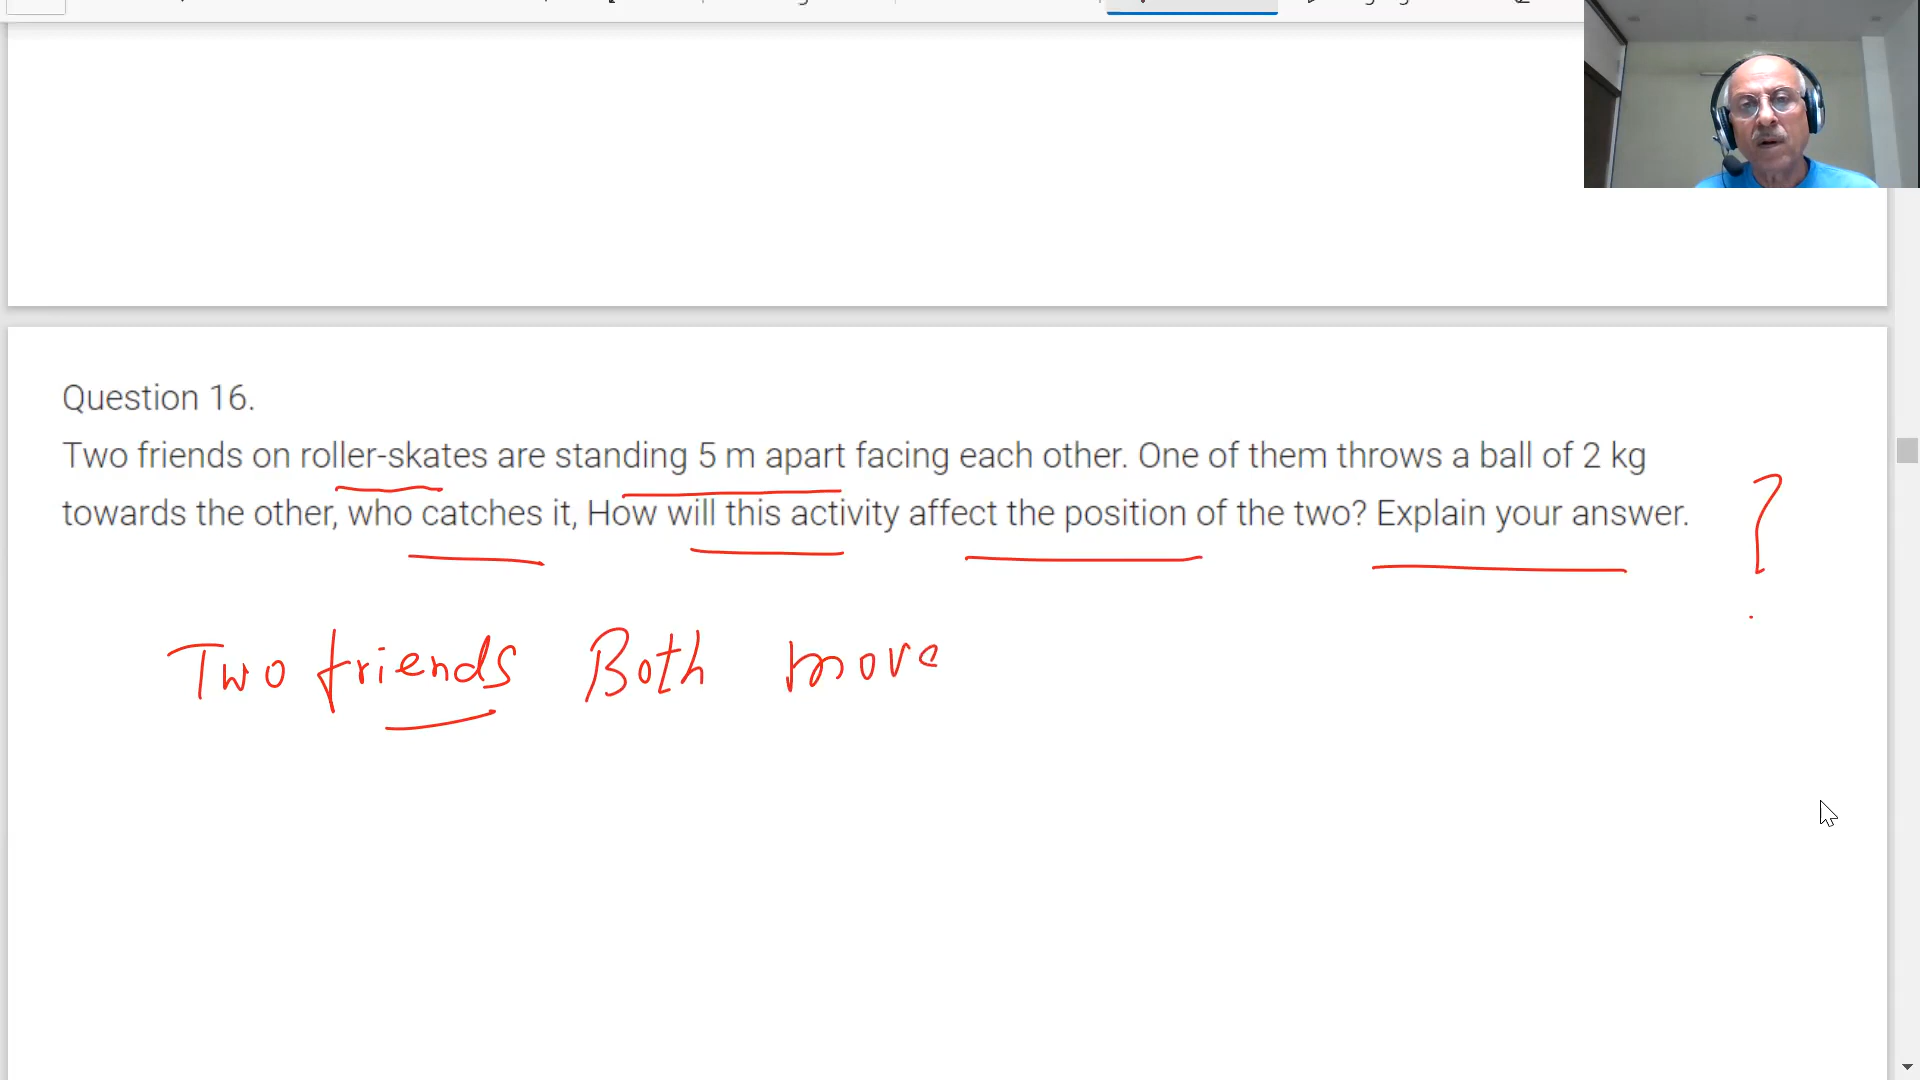 Question 16.
Two friends on roller-skates are standing 5 m apart facing each other. One of them throws a ball of 2 kg
towards the other, who catches it, How will this activity affect the position of the two? Explain your answer.
?
Two friends Both move